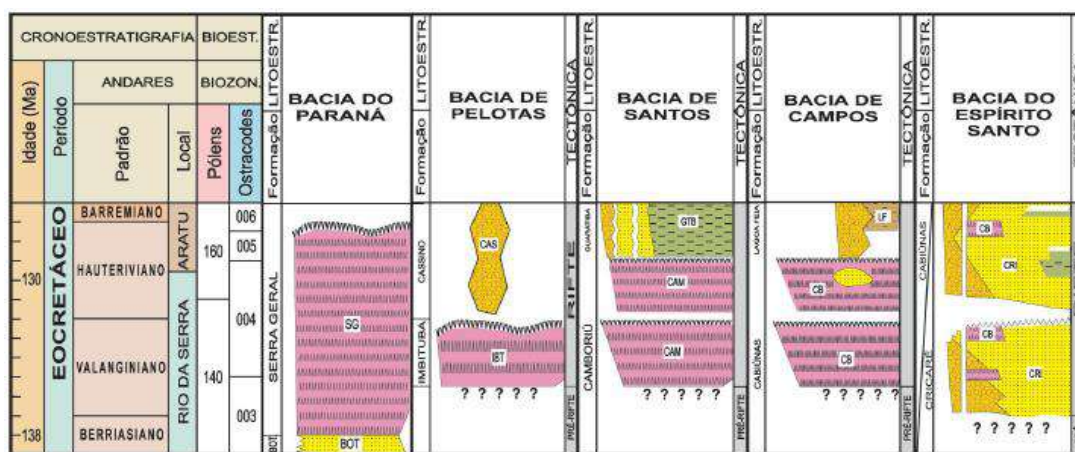 CRONOESTRATIGRAFIA
BIOEST.
Idade (Ma)
Período
ANDARES
BIOZON.
Padrão
Local
Pólens
Ostracodes
Formação
LITOESTR.
BACIA DO
PARANÁ
Formação
LITOESTR.
BACIA DE
PELOTAS
TECTÔNICA
Formação
LITOESTR.
BACIA DE
SANTOS
TECTÔNICA
Formação
LITOESTR.
BACIA DE
CAMPOS
TECTÔNICA
Formação
LITOESTR.
BACIA DO
ESPÍRITO
SANTO
130
138
EOCRETÁCEO
BARREMIANO
HAUTERIVIANO
VALANGINIANO
BERRIASIANO
ARATU
RIO DA SERRA
160
140
006
005
004
003
SERRA GERAL
BOT
SG
BOT
CASSINO
IMBITUBA
CAS
IBT
? ? ? ? ?
RIFTE
PRÉ-RIFTE
GUARATIBA
CAMBORIÚ
GTB
CAM
CAM
? ? ? ? ?
PRÉ-RIFTE
LAGOA FEIA
CABIÚNAS
LF
CB
CB
? ? ? ? ?
PRÉ-RIFTE
CABIÚNAS
CRICARÉ
CB
CRI
CB
CRI
? ? ? ? ?